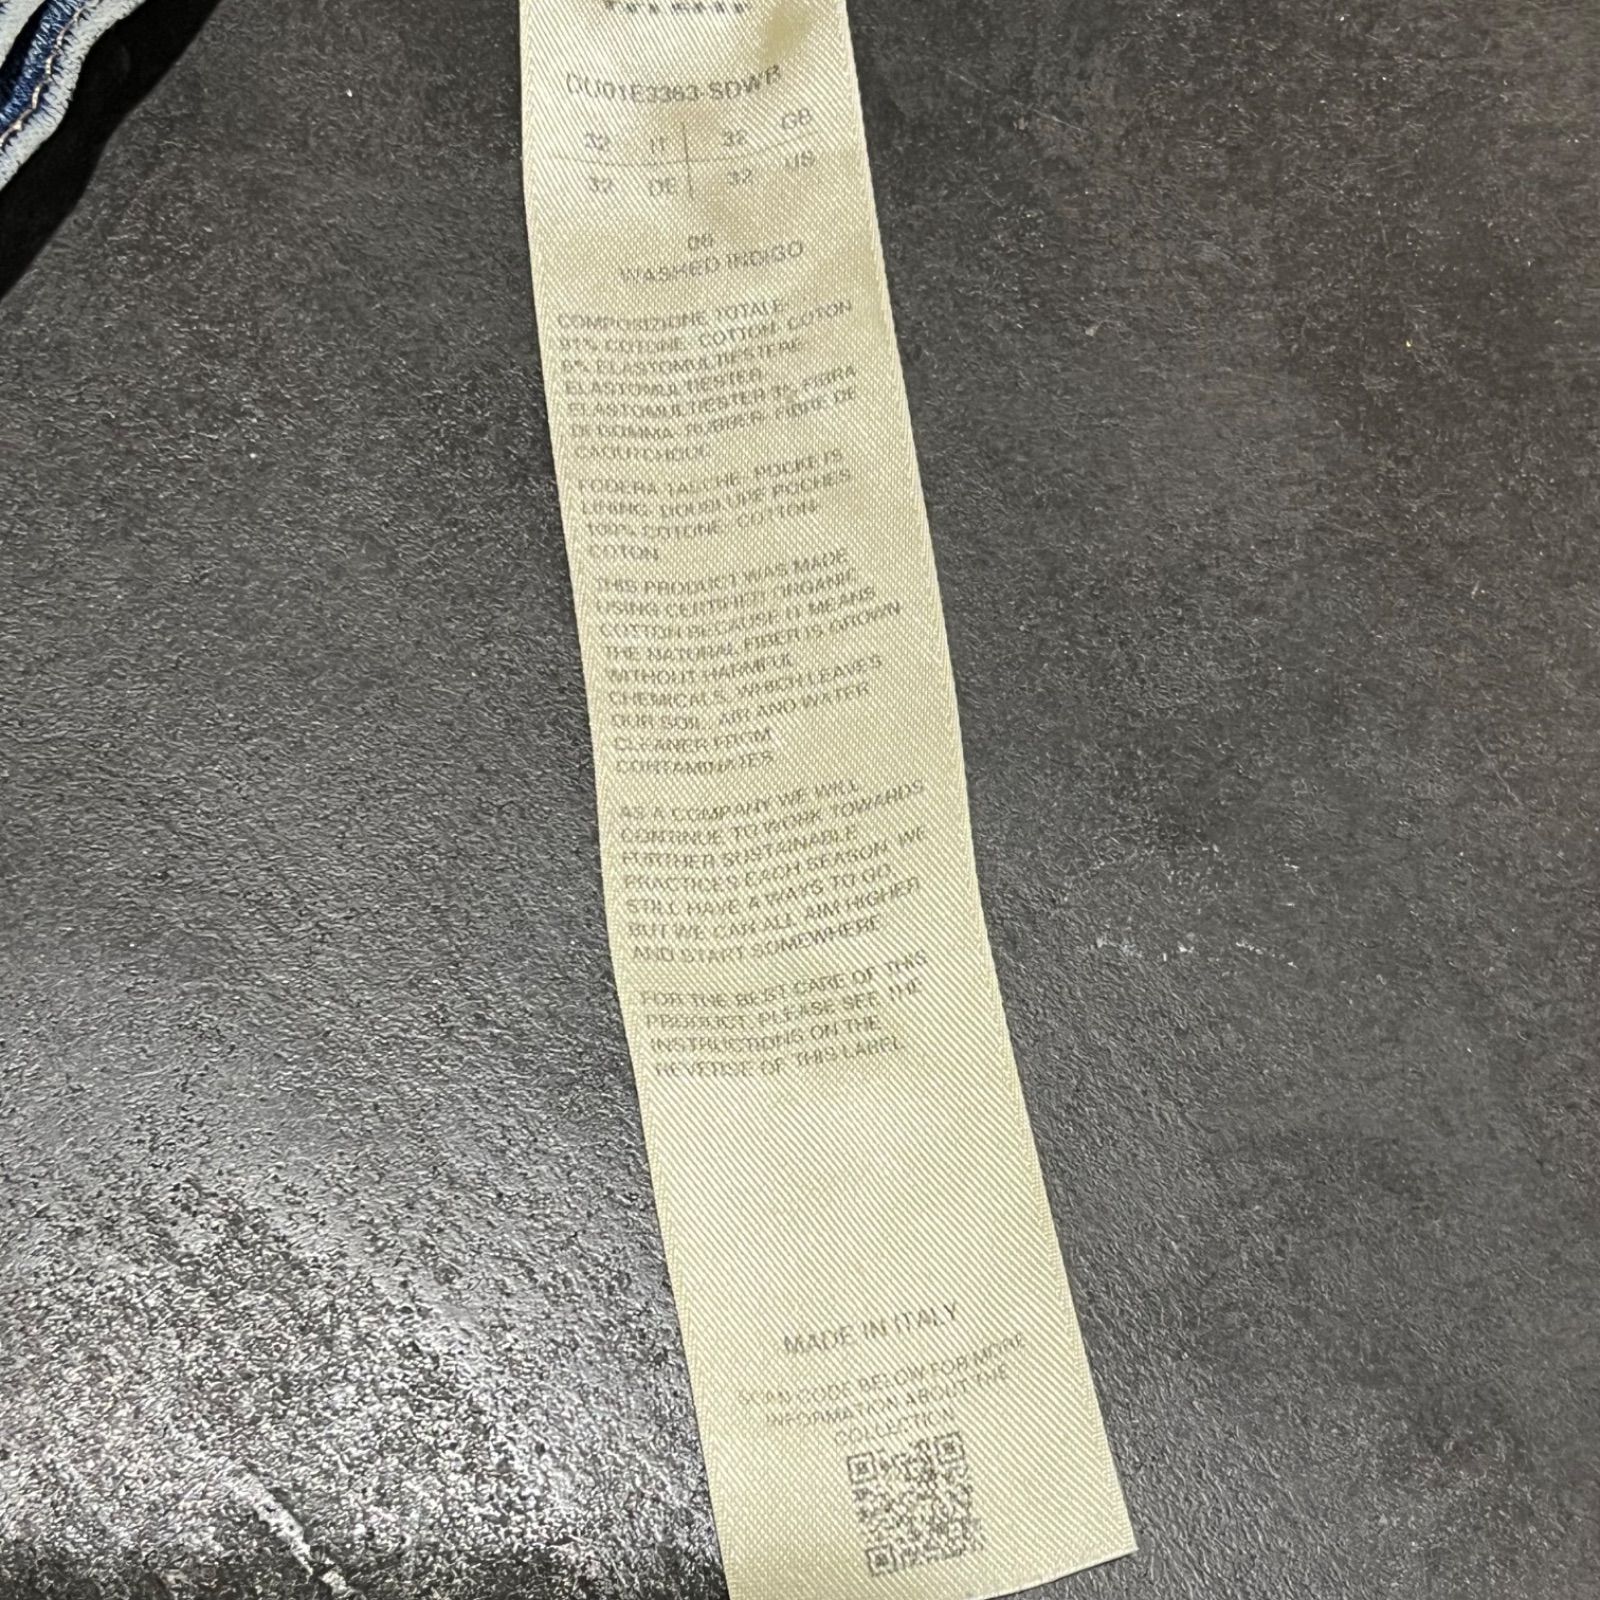 DU01E3363-SDWR
32 IT 32 GB
32 DE 32 US
06
WASHED INDIGO
COMPOSIZIONE TOTALE-
91% COTONE, COTTON, COTON
8% ELASTOMULTIESTERE-
ELASTOMULTIESTER-
ELASTOMULTIESTER 1% FIBRA
DI GOMMA- RUBBER- FIBRE DE
CAOUTCHOUC
FODERA TASCHE, POCKETS
LINING, DOUBLURE POCHES
100% COTONE, COTTON-
COTON
THIS PRODUCT WAS MADE
USING CERTIFIED ORGANIC
COTTON BECAUSE IT MEANS
THE NATURAL FIBER IS GROWN
WITHOUT HARMFUL
CHEMICALS, WHICH LEAVES
OUR SOIL, AIR AND WATER
CLEANER FROM
CONTAMINATES
AS A COMPANY WE WILL
CONTINUE TO WORK TOWARDS
FURTHER SUSTAINABLE
PRACTICES EACH SEASON. WE
STILL HAVE A WAYS TO GO,
BUT WE CAN ALL AIM HIGHER
AND START SOMEWHERE
FOR THE BEST CARE OF THIS
PRODUCT, PLEASE SEE THE
INSTRUCTIONS ON THE
REVERSE OF THIS LABEL
MADE IN ITALY
SCAN CODE BELOW FOR MORE
INFORMATION ABOUT THE
COLLECTION